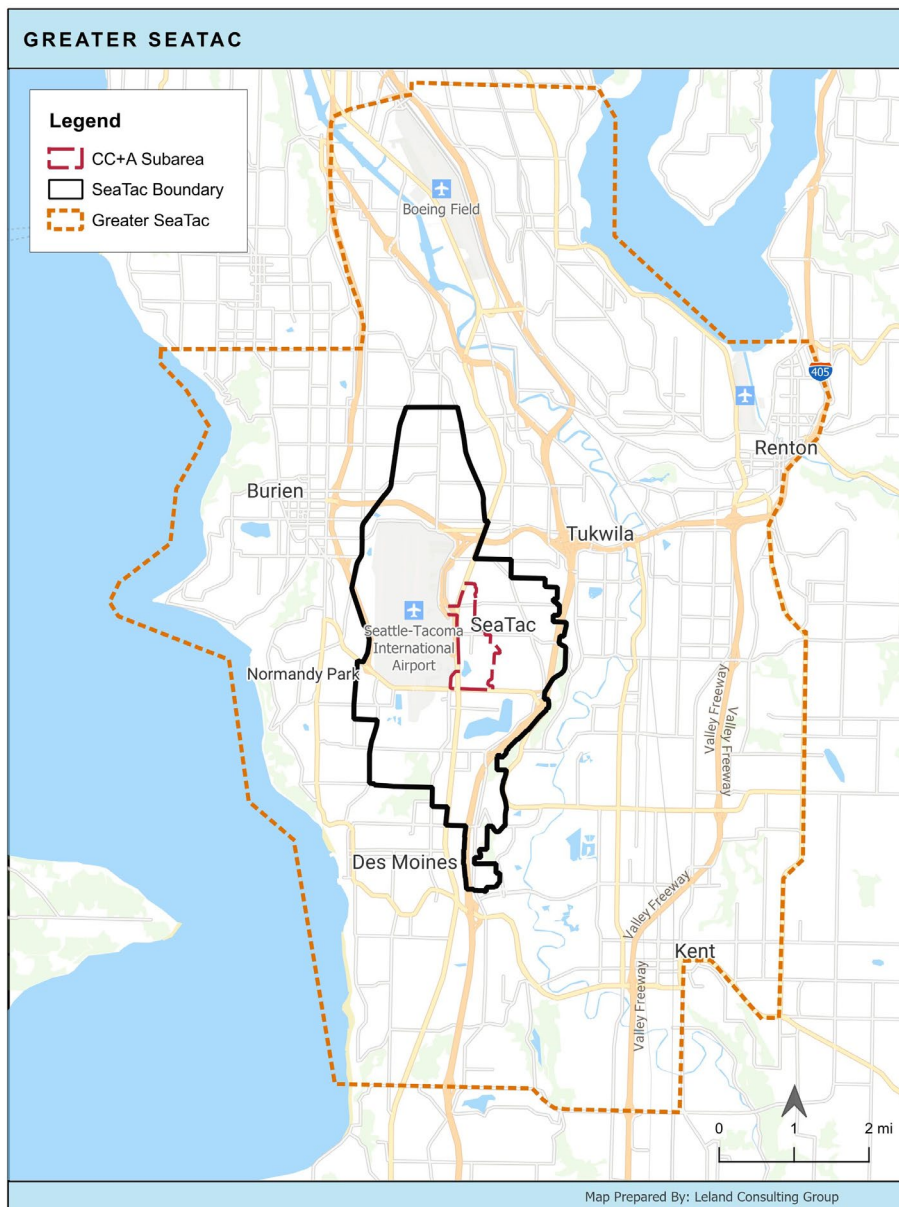 GREATER SEATAC
Legend
CC+A Subarea
SeaTac Boundary
Greater SeaTac
Boeing Field
405
Renton
Burien
Tukwila
SeaTac
Seattle-Tacoma
International
Airport
Normandy Park
Valley Freeway
Valley Freeway
Des Moines
Valley Freeway
Kent
Valley Freeway
0 1 2 mi
Map Prepared By: Leland Consulting Group